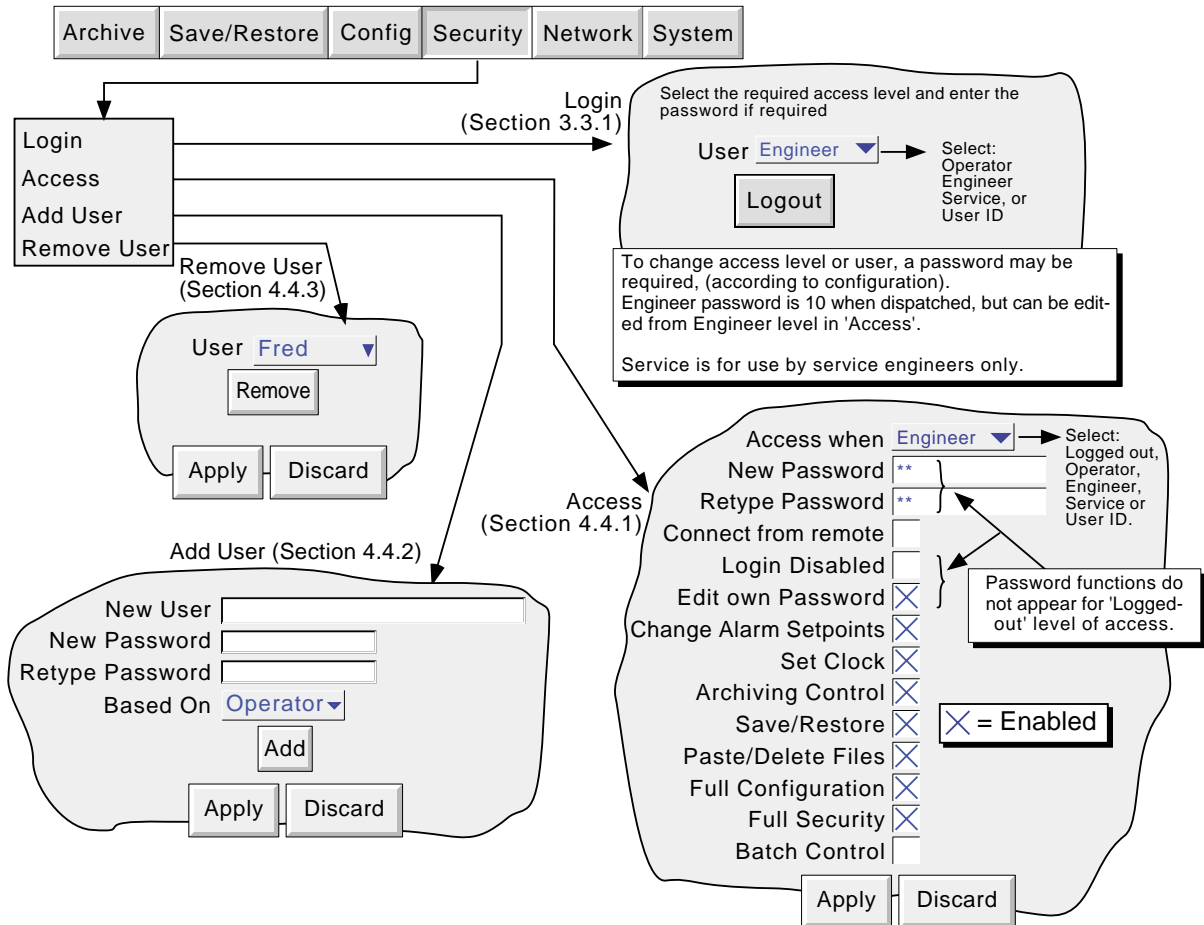 Archive Save/Restore Config Security Network System
Login
Access
Add User
Remove User
Login
(Section 3.3.1)
Select the required access level and enter the
password if required
User Engineer
Logout
Select:
Operator
Engineer
Service, or
User ID
To change access level or user, a password may be
required, (according to configuration).
Engineer password is 10 when dispatched, but can be edit-
ed from Engineer level in 'Access'.
Service is for use by service engineers only.
Remove User
(Section 4.4.3)
User Fred
Remove
Apply Discard
Access
(Section 4.4.1)
Access when Engineer
Select:
Logged out,
Operator,
Engineer,
Service or
User ID.
New Password **
Retype Password **
Connect from remote
Login Disabled
Edit own Password
Change Alarm Setpoints
Set Clock
Archiving Control
Save/Restore
Paste/Delete Files
Full Configuration
Full Security
Batch Control
Apply Discard
Password functions do
not appear for 'Logged-
out' level of access.
= Enabled
Add User (Section 4.4.2)
New User
New Password
Retype Password
Based On Operator
Add
Apply Discard